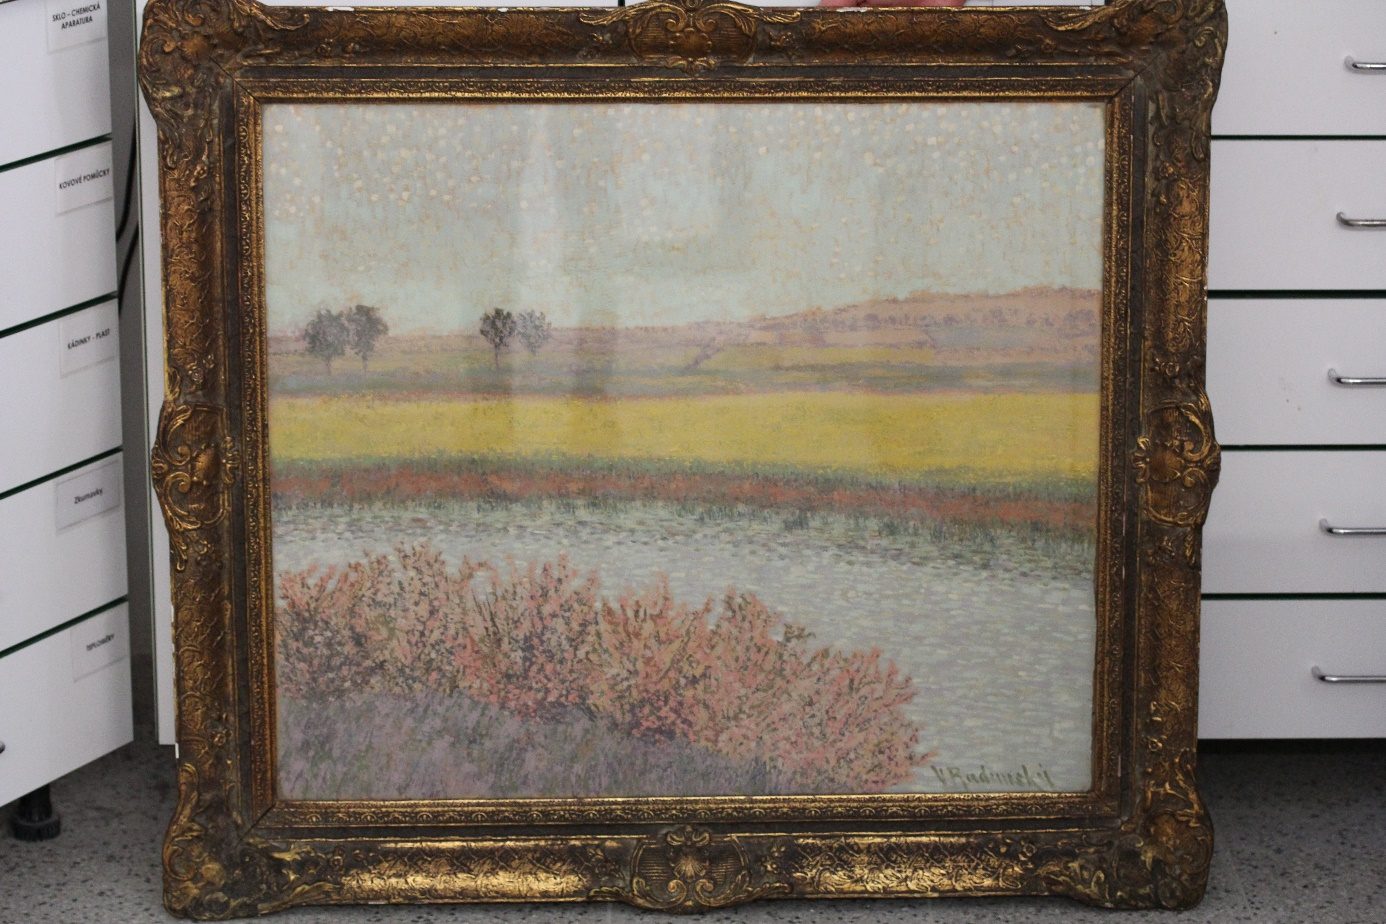 SKLO – CHEMICKÁ
APARATURA
KOVOVÉ POMŮCKY
KÁDINKY - PLAST
Zkumavky
TEPLOMĚRY
V. Radimský